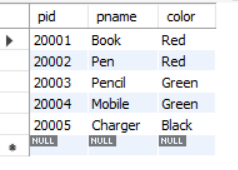 pid pname color
20001 Book Red
20002 Pen Red
20003 Pencil Green
20004 Mobile Green
20005 Charger Black
NULL NULL NULL